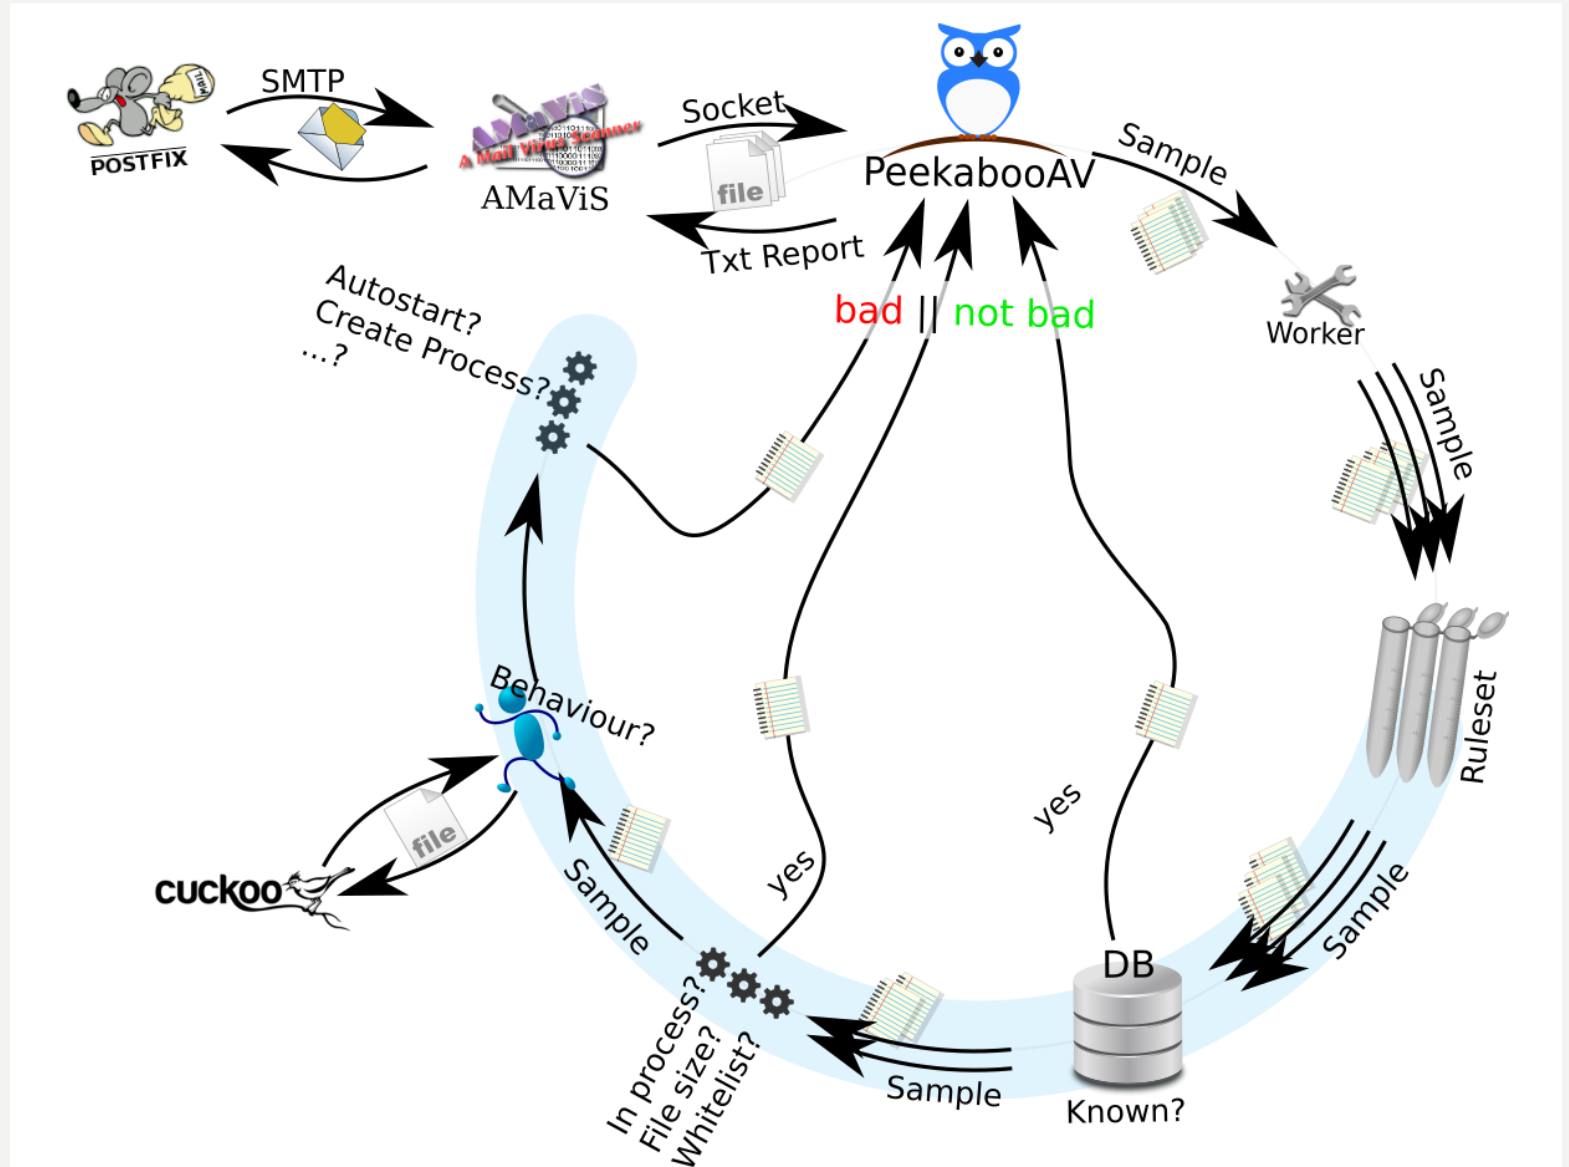 SMTP
MAIL
POSTFIX
AMaViS
A Mail Virus Scanner
AMaViS
Socket
file
Txt Report
PeekabooAV
Sample
Worker
Sample
bad || not bad
Autostart?
Create Process?
...?
Ruleset
Behaviour?
file
cuckoo
yes
yes
Sample
Sample
DB
Known?
Sample
In process?
File size?
Whitelist?